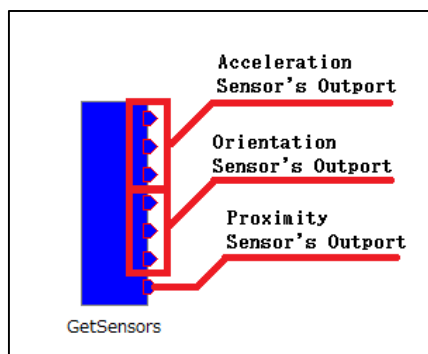 Acceleration
Sensor's Outport
Orientation
Sensor's Outport
Proximity
Sensor's Outport
GetSensors